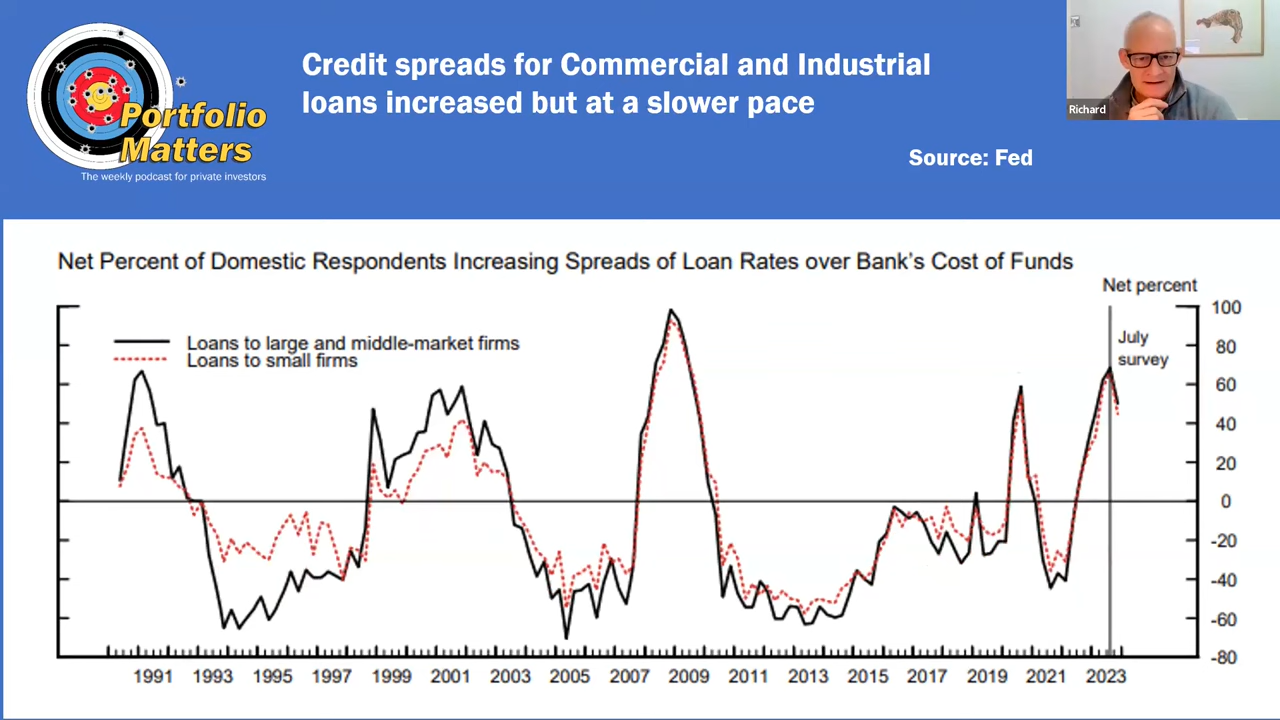 Portfolio
Matters
The weekly podcast for private investors
Credit spreads for Commercial and Industrial
loans increased but at a slower pace
Source: Fed
Richard
Net Percent of Domestic Respondents Increasing Spreads of Loan Rates over Bank's Cost of Funds
Net percent
Loans to large and middle-market firms
Loans to small firms
July
survey
100
80
60
40
20
0
-20
-40
-60
-80
1991 1993 1995 1997 1999 2001 2003 2005 2007 2009 2011 2013 2015 2017 2019 2021 2023